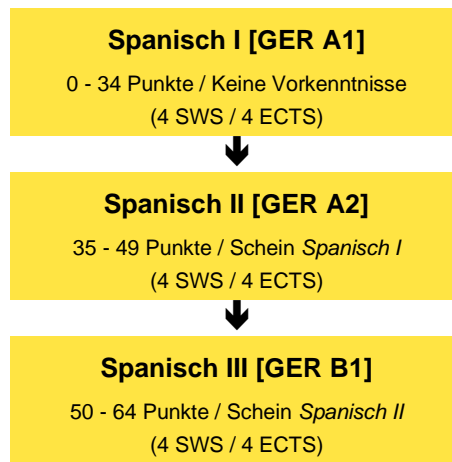 Spanisch I [GER A1]
0 - 34 Punkte / Keine Vorkenntnisse
(4 SWS / 4 ECTS)
Spanisch II [GER A2]
35 - 49 Punkte / Schein Spanisch I
(4 SWS / 4 ECTS)
Spanisch III [GER B1]
50 - 64 Punkte / Schein Spanisch II
(4 SWS / 4 ECTS)